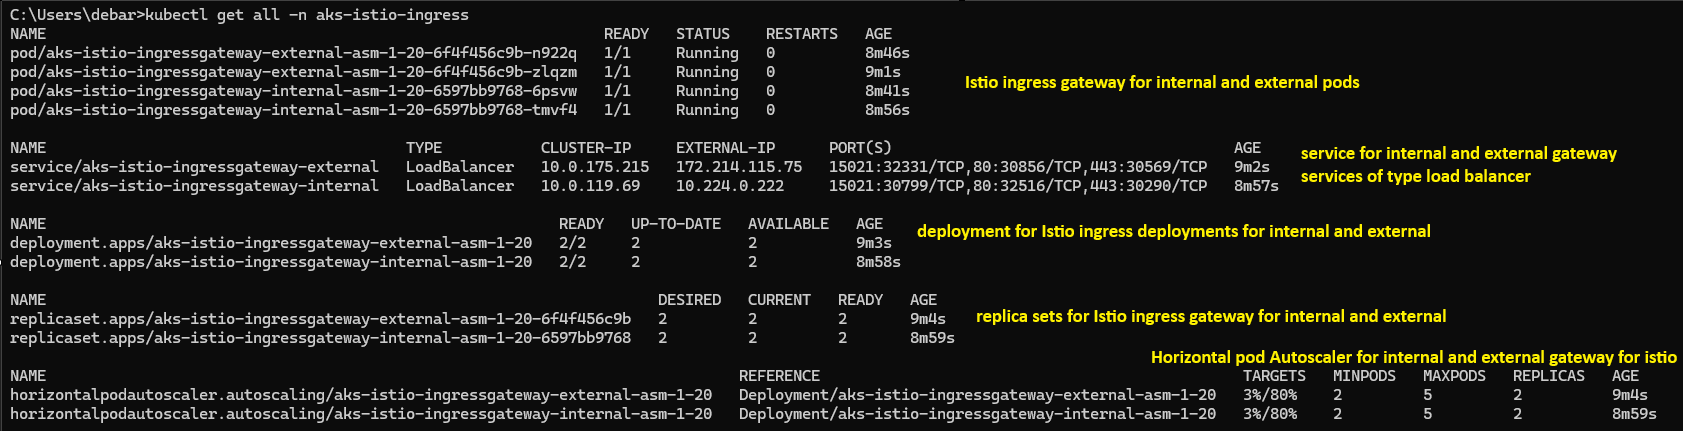 C:\Users\debar>kubectl get all -n aks-istio-ingress
NAME READY STATUS RESTARTS AGE
pod/aks-istio-ingressgateway-external-asm-1-20-6f4f456c9b-n922q 1/1 Running 0 8m46s
pod/aks-istio-ingressgateway-external-asm-1-20-6f4f456c9b-zlqzm 1/1 Running 0 9m1s
Istio ingress gateway for internal and external pods
pod/aks-istio-ingressgateway-internal-asm-1-20-6597bb9768-6psvw 1/1 Running 0 8m41s
pod/aks-istio-ingressgateway-internal-asm-1-20-6597bb9768-tmvf4 1/1 Running 0 8m56s
NAME TYPE CLUSTER-IP EXTERNAL-IP PORT(S) AGE
service/aks-istio-ingressgateway-external LoadBalancer 10.0.175.215 172.214.115.75 15021:32331/TCP,80:30856/TCP,443:30569/TCP 9m2s
service/aks-istio-ingressgateway-internal LoadBalancer 10.0.119.69 10.224.0.222 15021:30799/TCP,80:32516/TCP,443:30290/TCP 8m57s
service for internal and external gateway
services of type load balancer
NAME READY UP-TO-DATE AVAILABLE AGE
deployment.apps/aks-istio-ingressgateway-external-asm-1-20 2/2 2 2 9m3s
deployment.apps/aks-istio-ingressgateway-internal-asm-1-20 2/2 2 2 8m58s
deployment for Istio ingress deployments for internal and external
NAME DESIRED CURRENT READY AGE
replicaset.apps/aks-istio-ingressgateway-external-asm-1-20-6f4f456c9b 2 2 2 9m4s
replicaset.apps/aks-istio-ingressgateway-internal-asm-1-20-6597bb9768 2 2 2 8m59s
replica sets for Istio ingress gateway for internal and external
Horizontal pod Autoscaler for internal and external gateway for istio
NAME REFERENCE TARGETS MINPODS MAXPODS REPLICAS AGE
horizontalpodautoscaler.autoscaling/aks-istio-ingressgateway-external-asm-1-20 Deployment/aks-istio-ingressgateway-external-asm-1-20 3%/80% 2 5 2 9m4s
horizontalpodautoscaler.autoscaling/aks-istio-ingressgateway-internal-asm-1-20 Deployment/aks-istio-ingressgateway-internal-asm-1-20 3%/80% 2 5 2 8m59s